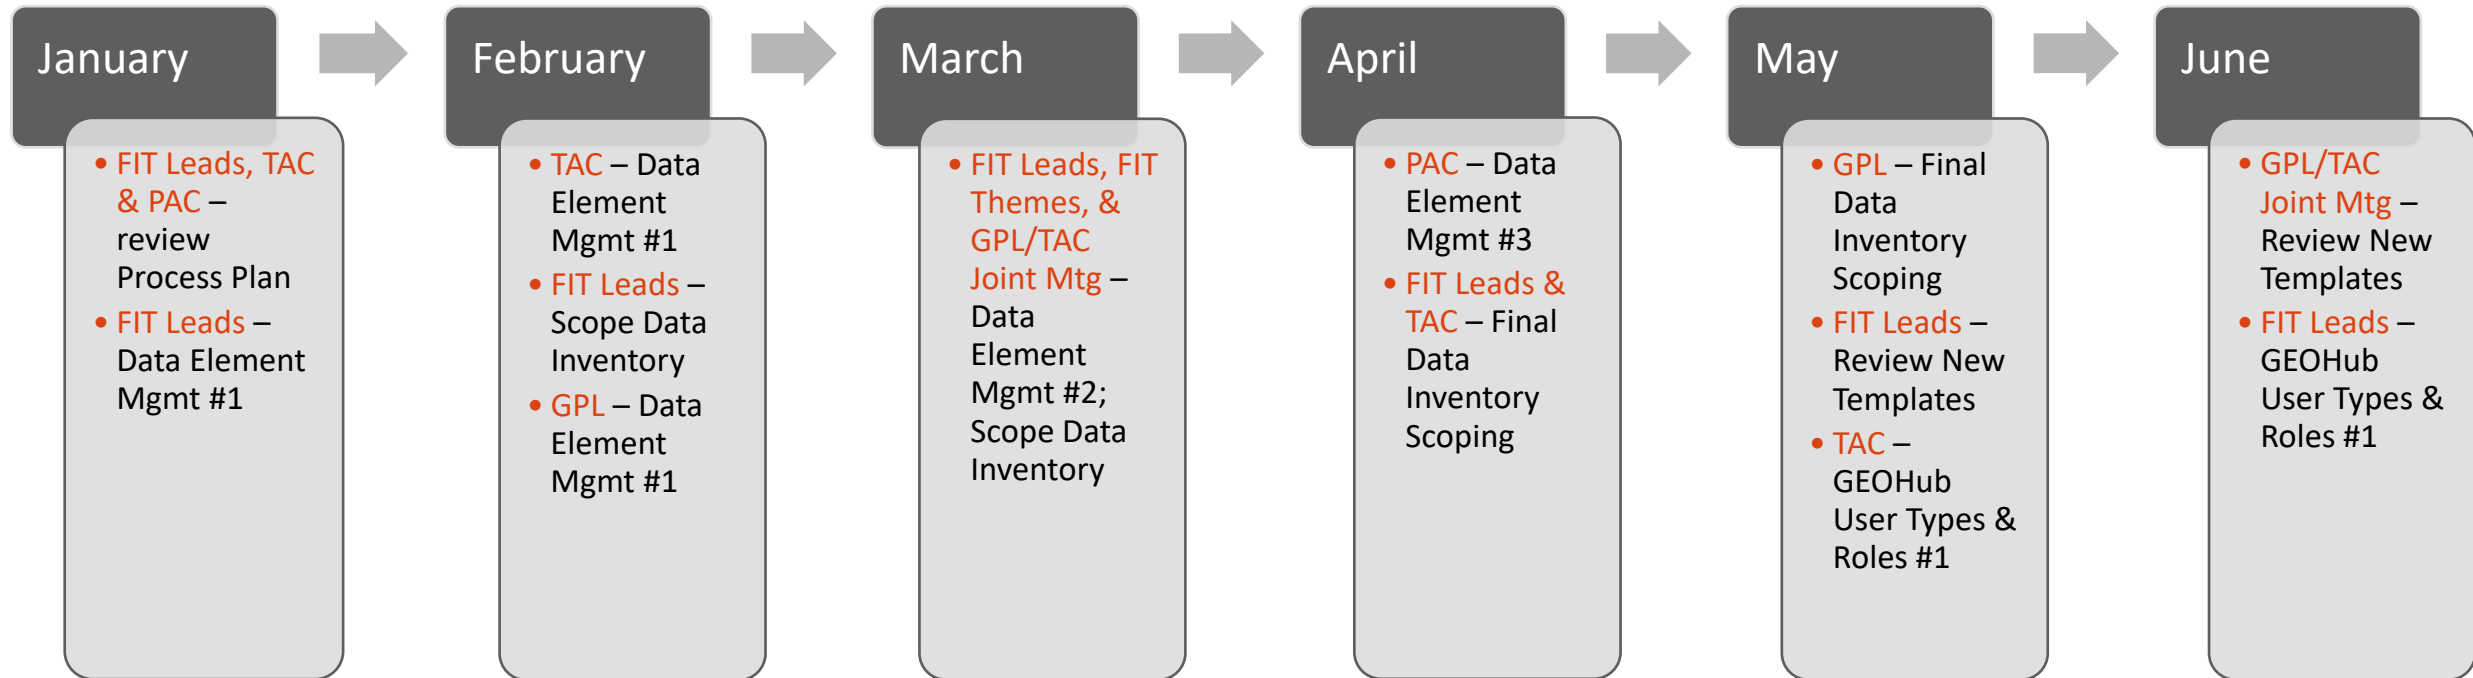 January
• FIT Leads, TAC
& PAC –
review
Process Plan
• FIT Leads –
Data Element
Mgmt #1
February
• TAC – Data
Element
Mgmt #1
• FIT Leads –
Scope Data
Inventory
• GPL – Data
Element
Mgmt #1
March
• FIT Leads, FIT
Themes, &
GPL/TAC
Joint Mtg –
Data
Element
Mgmt #2;
Scope Data
Inventory
April
• PAC – Data
Element
Mgmt #3
• FIT Leads &
TAC – Final
Data
Inventory
Scoping
May
• GPL – Final
Data
Inventory
Scoping
• FIT Leads –
Review New
Templates
• TAC –
GEOHub
User Types &
Roles #1
June
• GPL/TAC
Joint Mtg –
Review New
Templates
• FIT Leads –
GEOHub
User Types &
Roles #1